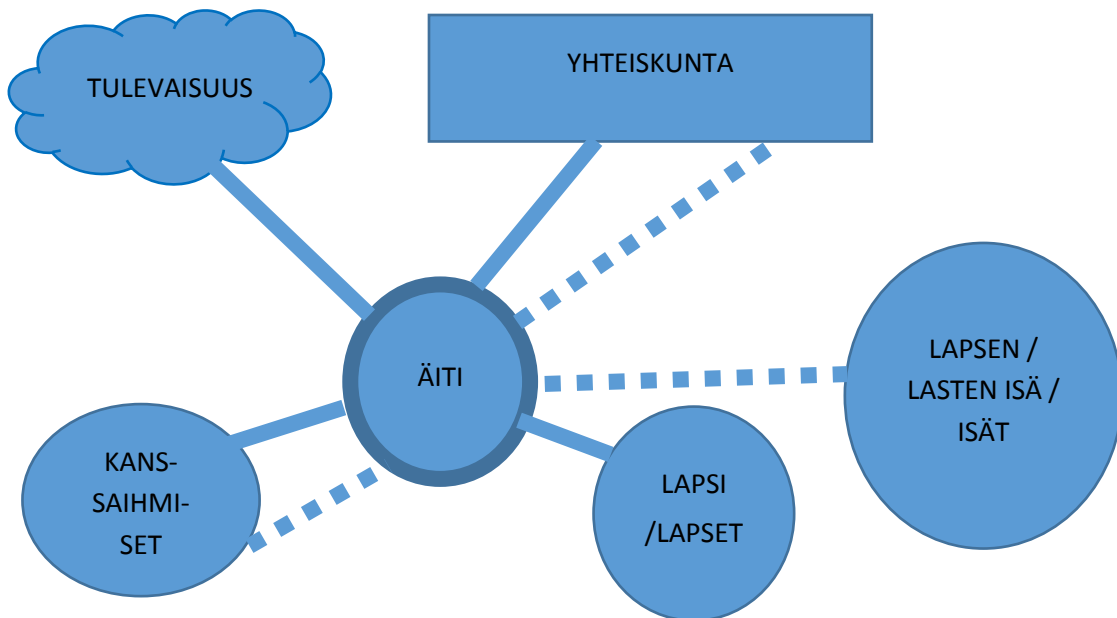 TULEVAISUUS
YHTEISKUNTA
ÄITI
LAPSEN /
LASTEN ISÄ /
ISÄT
KANS-
SAIHMI-
SET
LAPSI
/LAPSET